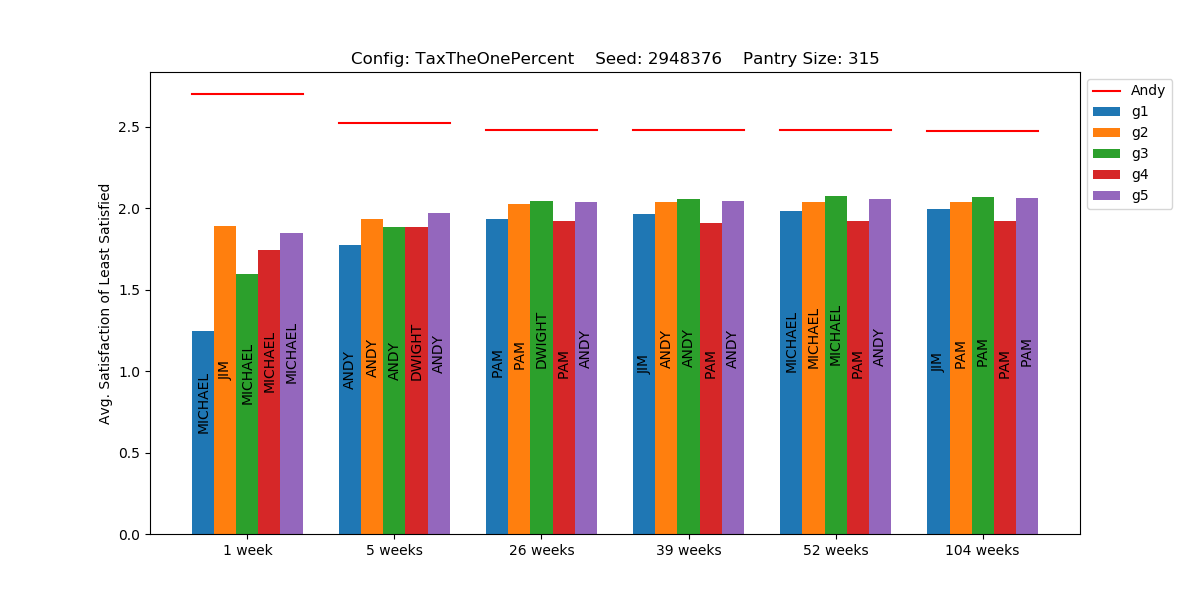 Config: TaxTheOnePercent    Seed: 2948376    Pantry Size: 315
Andy
g1
g2
g3
g4
g5
Avg. Satisfaction of Least Satisfied
2.5
2.0
1.5
1.0
0.5
0.0
MICHAEL
JIM
MICHAEL
MICHAEL
MICHAEL
ANDY
ANDY
ANDY
DWIGHT
ANDY
PAM
PAM
DWIGHT
PAM
ANDY
JIM
ANDY
ANDY
PAM
ANDY
MICHAEL
MICHAEL
MICHAEL
PAM
ANDY
JIM
PAM
PAM
PAM
PAM
1 week
5 weeks
26 weeks
39 weeks
52 weeks
104 weeks